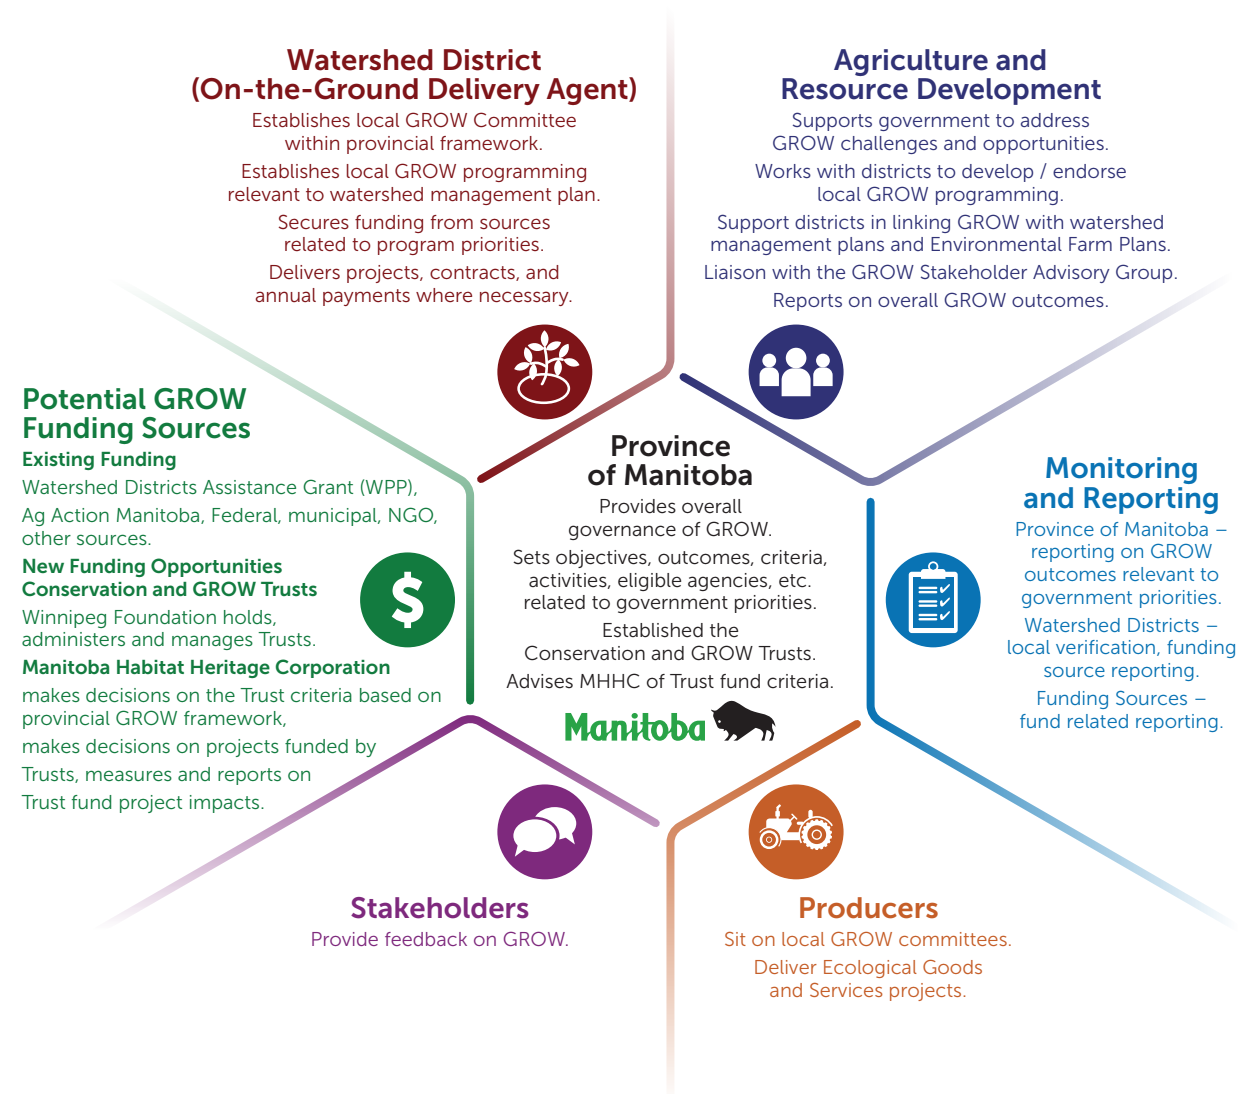 Watershed District
(On-the-Ground Delivery Agent)
Establishes local GROW Committee
within provincial framework.
Establishes local GROW programming
relevant to watershed management plan.
Secures funding from sources
related to program priorities.
Delivers projects, contracts, and
annual payments where necessary.
Agriculture and
Resource Development
Supports government to address
GROW challenges and opportunities.
Works with districts to develop / endorse
local GROW programming.
Support districts in linking GROW with watershed
management plans and Environmental Farm Plans.
Liaison with the GROW Stakeholder Advisory Group.
Reports on overall GROW outcomes.
Potential GROW
Funding Sources
Existing Funding
Watershed Districts Assistance Grant (WPP),
Ag Action Manitoba, Federal, municipal, NGO,
other sources.
New Funding Opportunities
Conservation and GROW Trusts
Winnipeg Foundation holds,
administers and manages Trusts.
Manitoba Habitat Heritage Corporation
makes decisions on the Trust criteria based on
provincial GROW framework,
makes decisions on projects funded by
Trusts, measures and reports on
Trust fund project impacts.
$
Province
of Manitoba
Provides overall
governance of GROW.
Sets objectives, outcomes, criteria,
activities, eligible agencies, etc.
related to government priorities.
Established the
Conservation and GROW Trusts.
Advises MHHC of Trust fund criteria.
Manitoba
Monitoring
and Reporting
Province of Manitoba –
reporting on GROW
outcomes relevant to
government priorities.
Watershed Districts –
local verification, funding
source reporting.
Funding Sources –
fund related reporting.
Stakeholders
Provide feedback on GROW.
Producers
Sit on local GROW committees.
Deliver Ecological Goods
and Services projects.